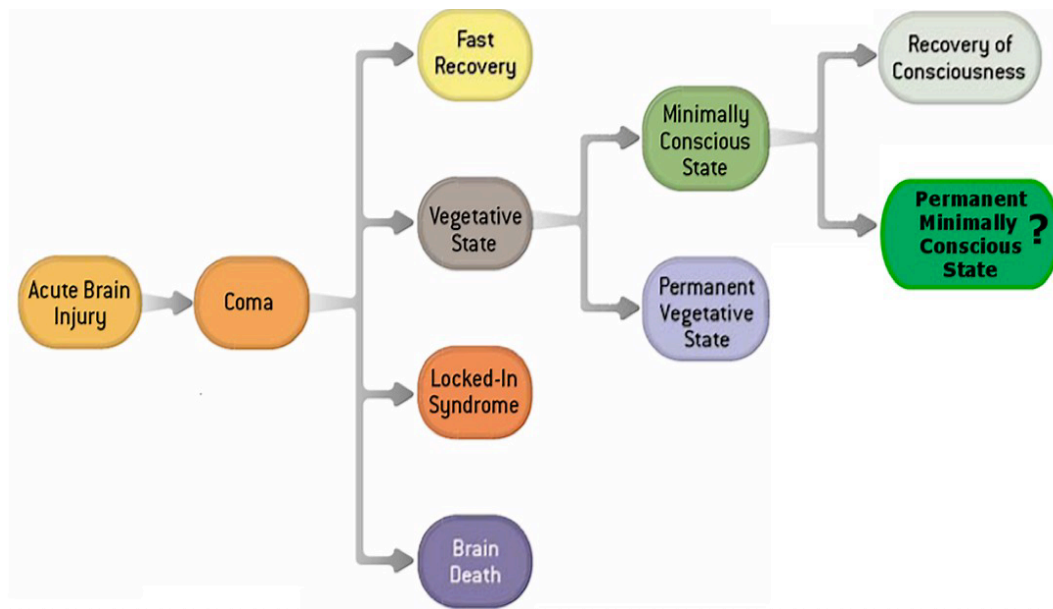 Acute Brain
Injury
Coma
Fast
Recovery
Vegetative
State
Locked-In
Syndrome
Brain
Death
Minimally
Conscious
State
Permanent
Vegetative
State
Recovery of
Consciousness
Permanent
Minimally ?
Conscious
State